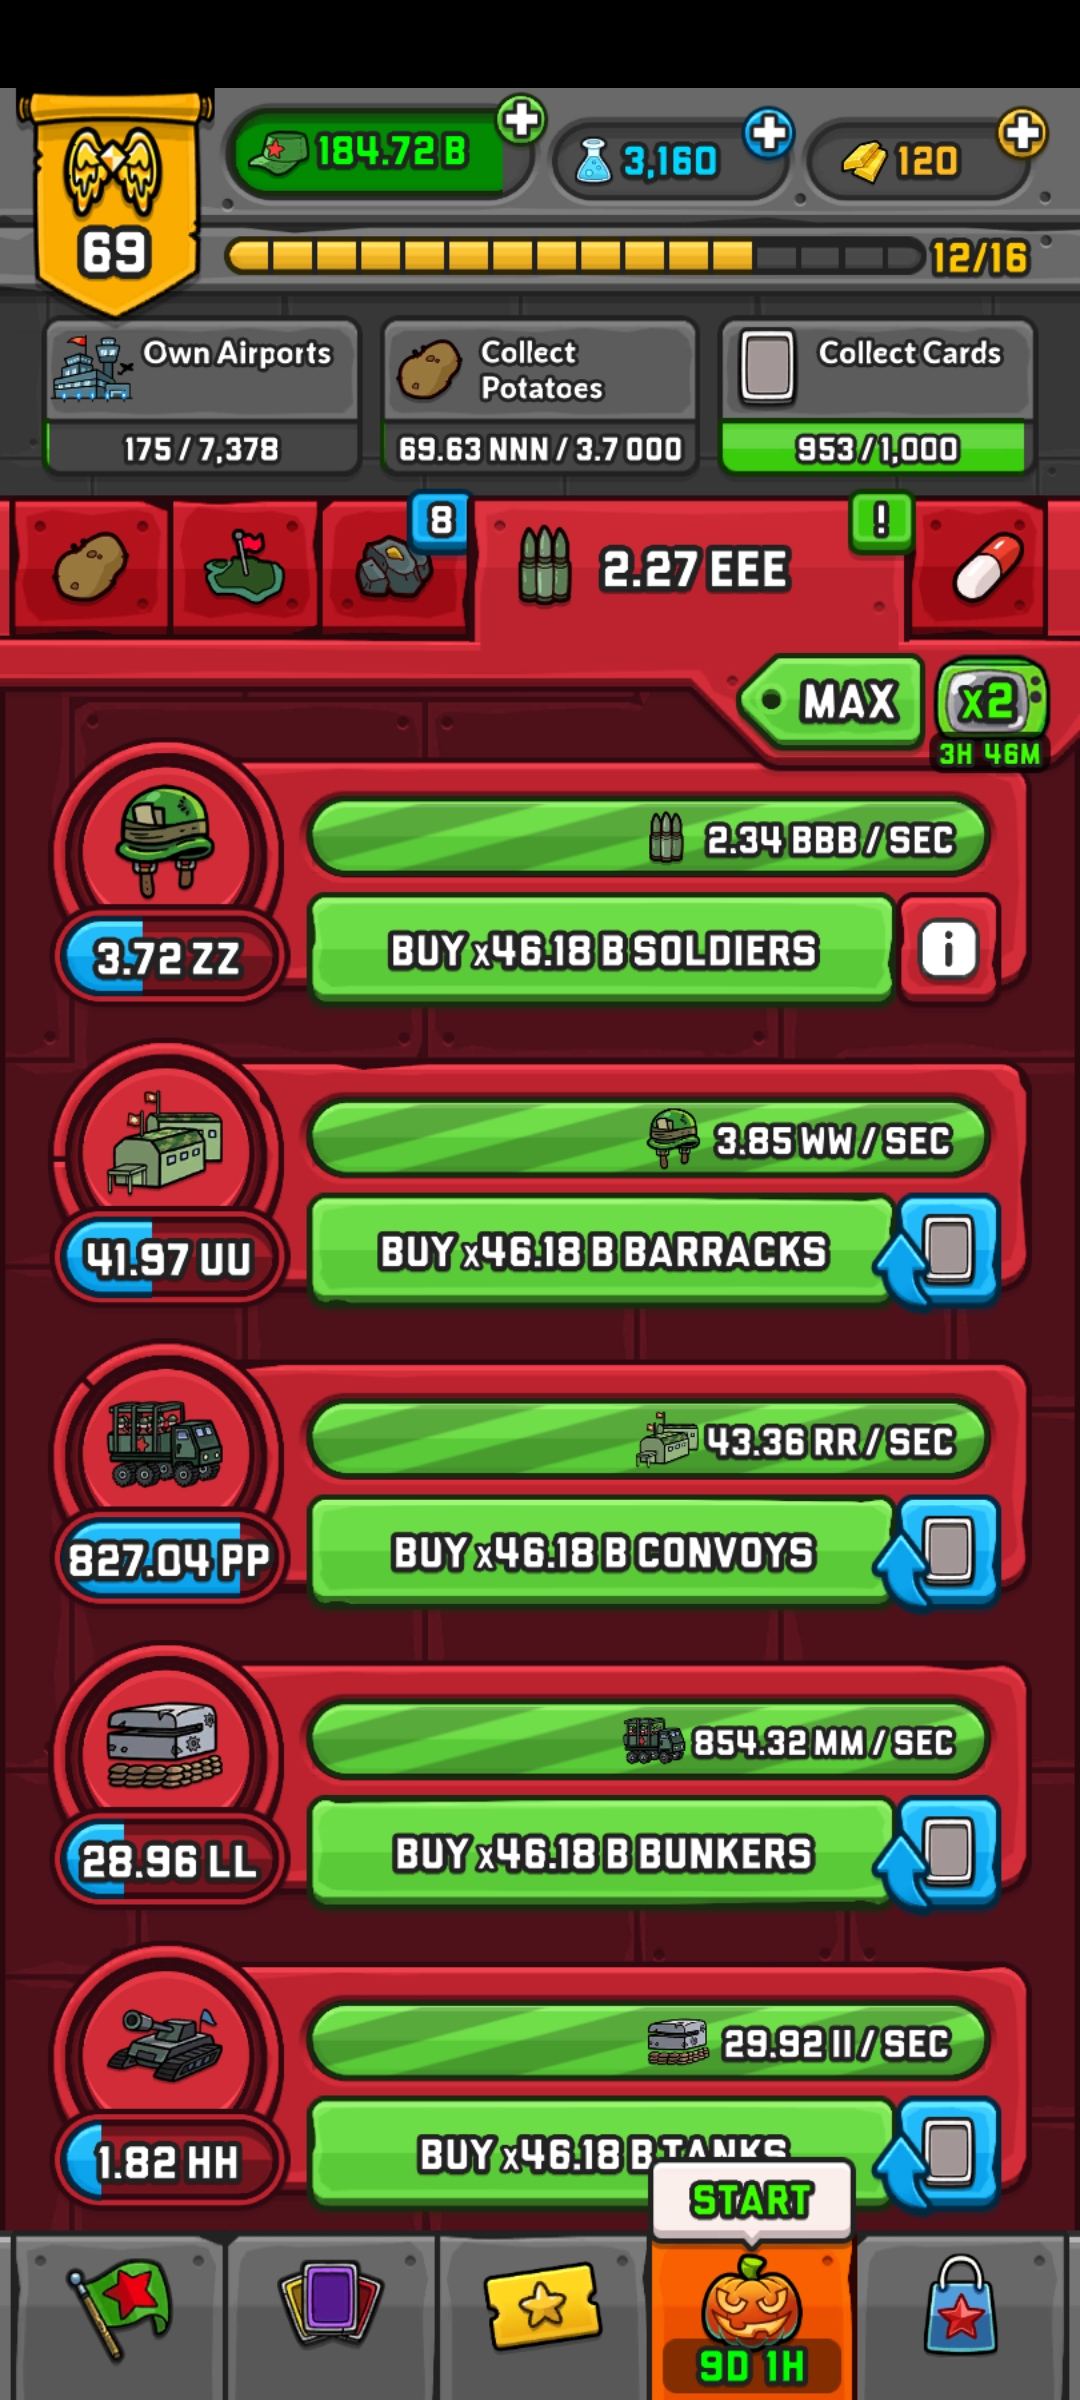 184.72 B
3,160
120
69
12/16
Own Airports
175 / 7,378
Collect
Potatoes
69.63 NNN / 3.7 OOO
Collect Cards
953 / 1,000
8
2.27 EEE
!
MAX
x2
3H 46M
2.34 BBB / SEC
3.72 ZZ
BUY x46.18 B SOLDIERS
i
3.85 WW / SEC
41.97 UU
BUY x46.18 B BARRACKS
43.36 RR / SEC
827.04 PP
BUY x46.18 B CONVOYS
854.32 MM / SEC
28.96 LL
BUY x46.18 B BUNKERS
29.92 II / SEC
1.82 HH
BUY x46.18 B TANKS
START
9D 1H